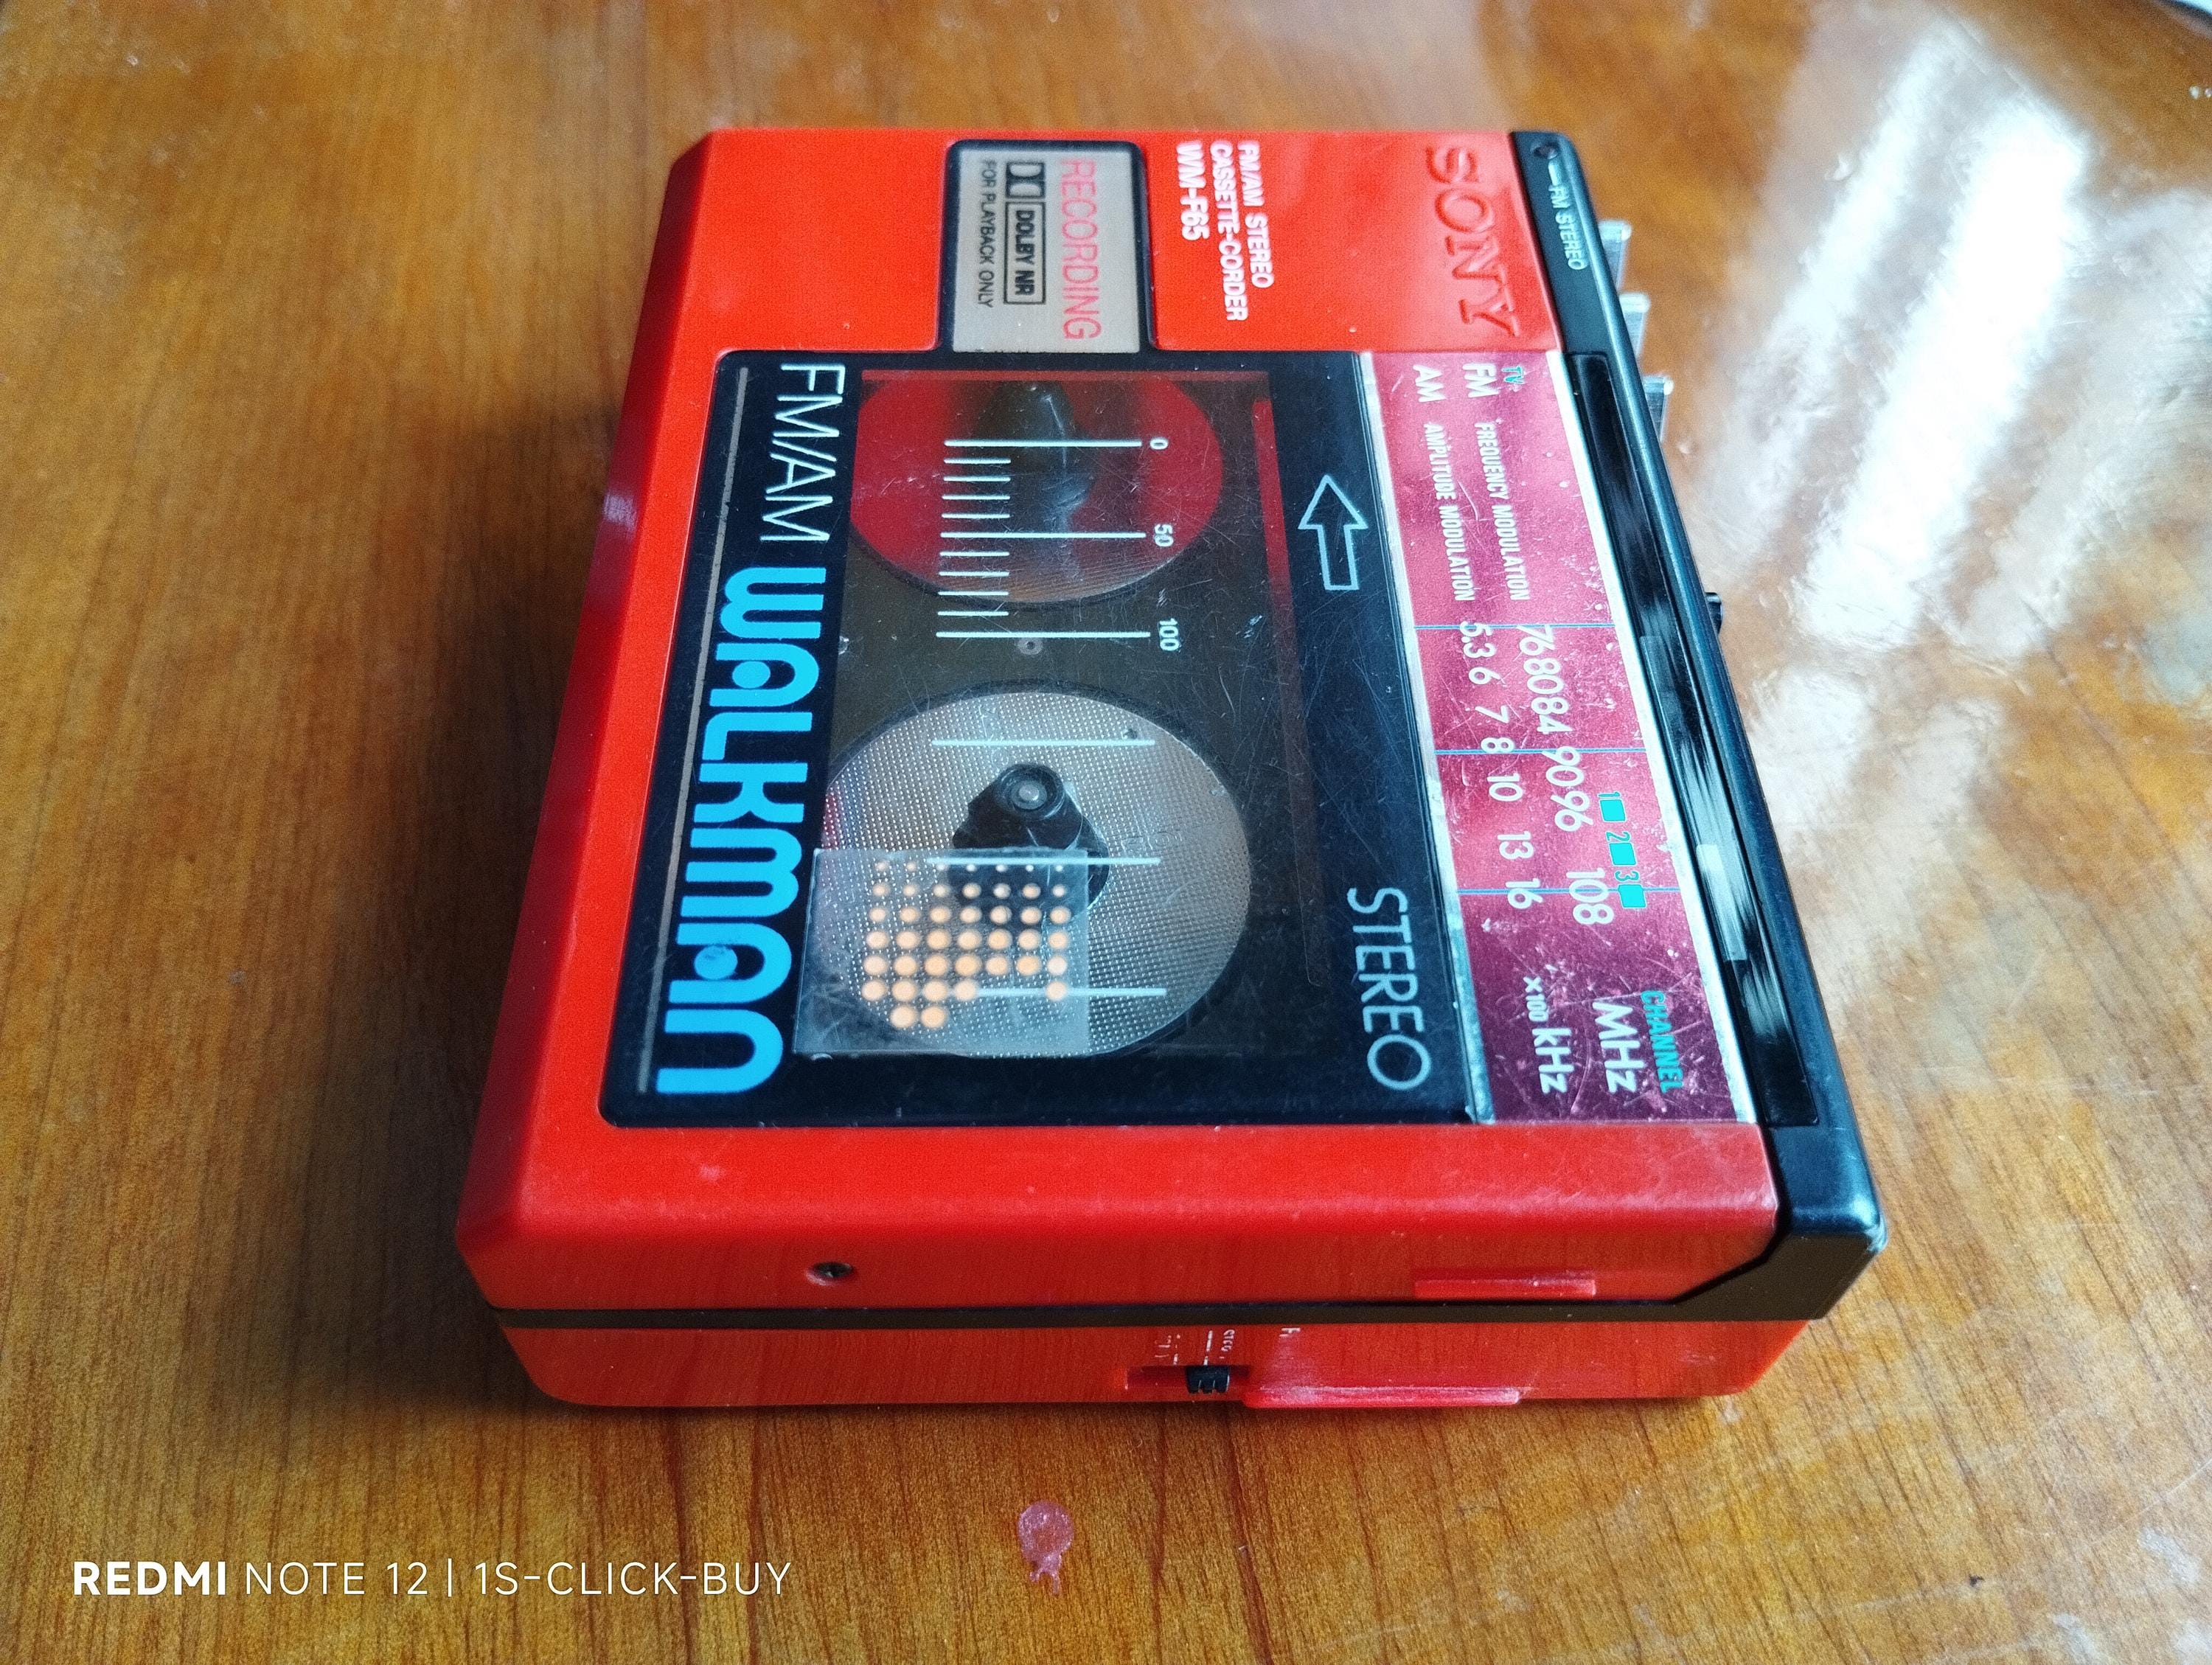 SONY
FM STEREO
FM/AM STEREO
CASSETTE-CORDER
WM-F65
RECORDING
DOLBY NR
FOR PLAYBACK ONLY
TV 1 2 3 CHANNEL
FM FREQUENCY MODULATION 76 80 84 90 96 108 MHz
AM AMPLITUDE MODULATION 5.3 6 7 8 10 13 16 ×100 kHz
STEREO
0 50 100
FM/AM WALKMAN
REDMI NOTE 12 | 1S-CLICK-BUY